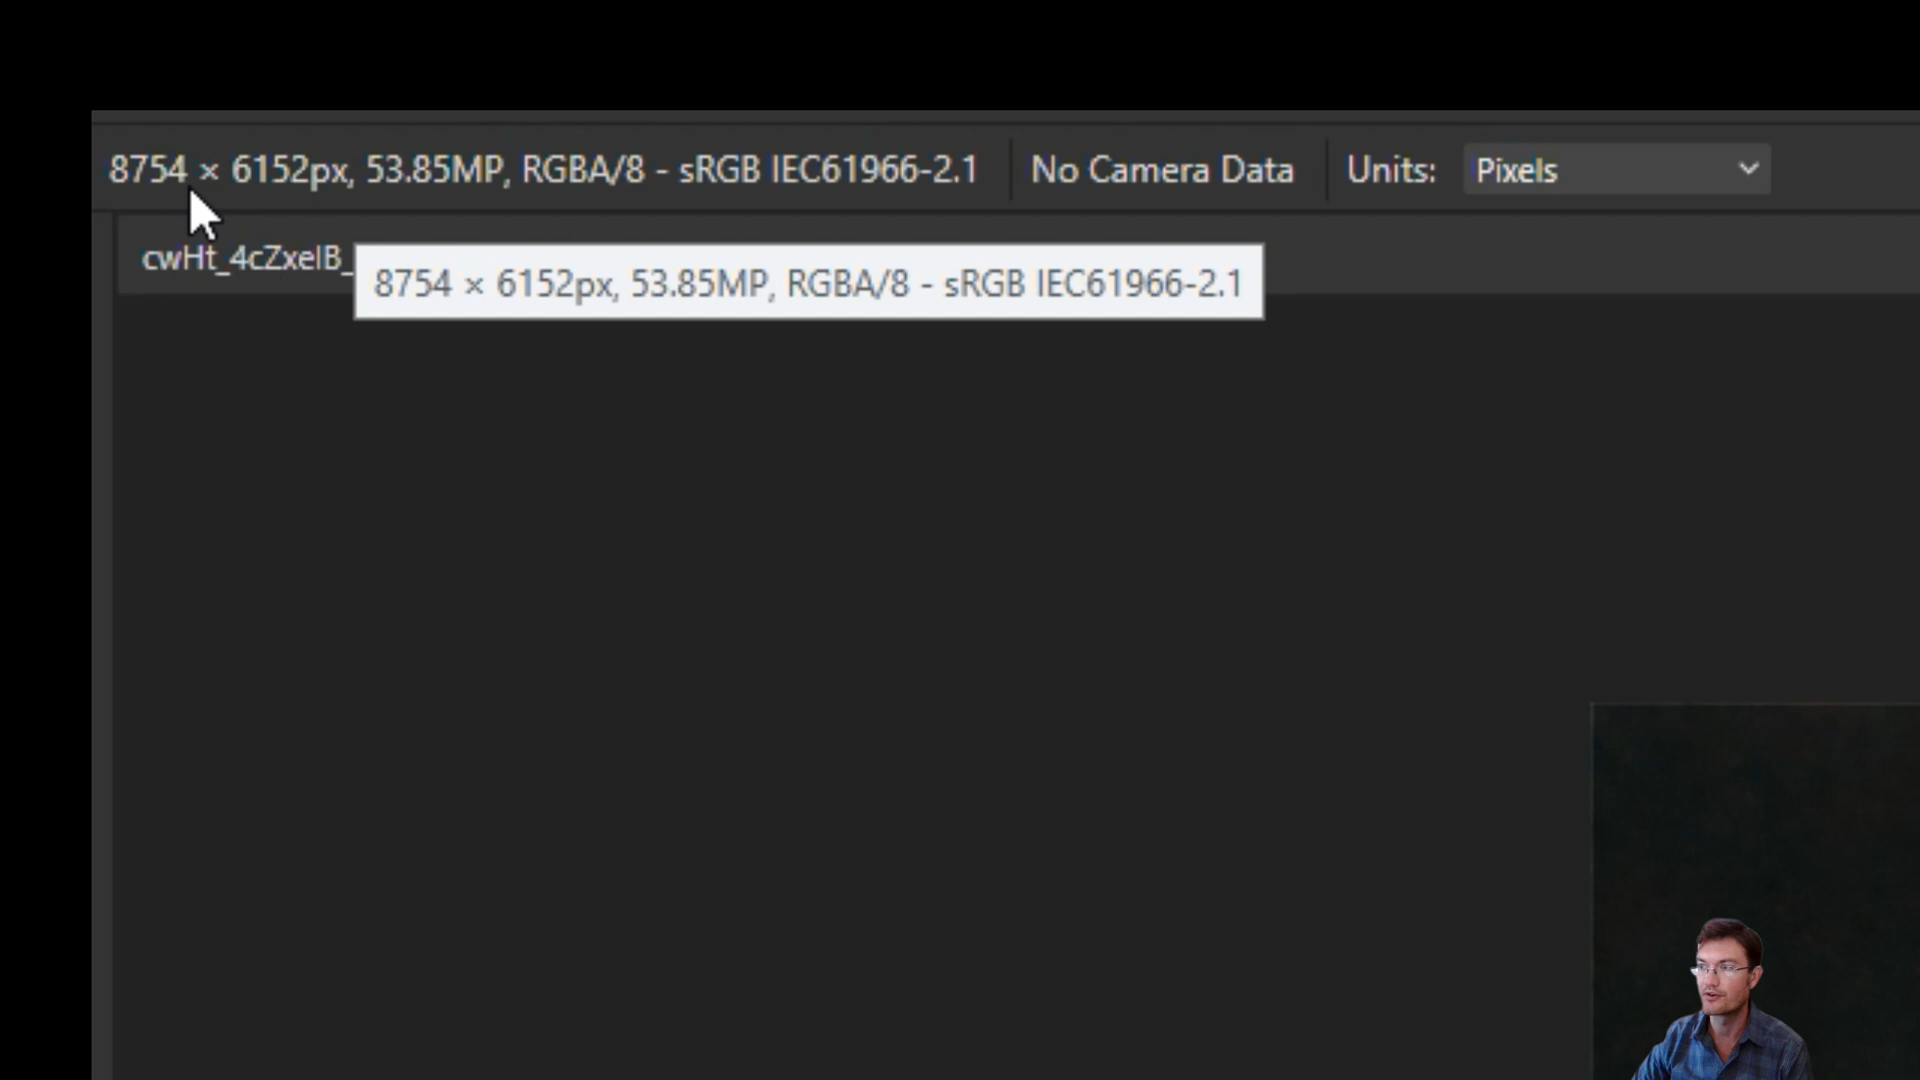 8754 × 6152px, 53.85MP, RGBA/8 - sRGB IEC61966-2.1 No Camera Data Units: Pixels
cwHt_4cZxeIB_
8754 × 6152px, 53.85MP, RGBA/8 - sRGB IEC61966-2.1